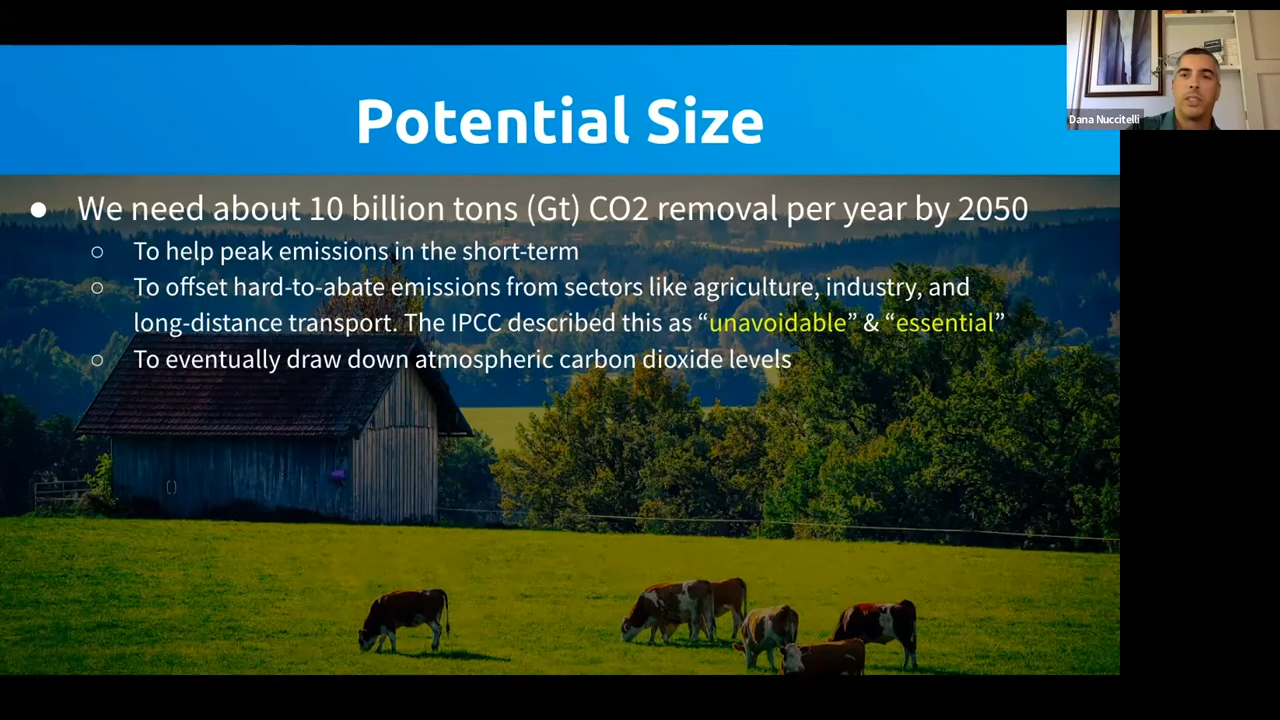 Potential Size
Dana Nuccitelli
● We need about 10 billion tons (Gt) CO2 removal per year by 2050
○ To help peak emissions in the short-term
○ To offset hard-to-abate emissions from sectors like agriculture, industry, and
long-distance transport. The IPCC described this as “unavoidable” & “essential”
○ To eventually draw down atmospheric carbon dioxide levels